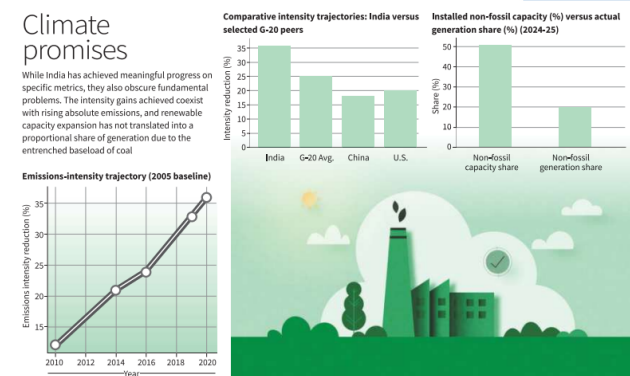 Climate
promises
While India has achieved meaningful progress on
specific metrics, they also obscure fundamental
problems. The intensity gains achieved coexist
with rising absolute emissions, and renewable
capacity expansion has not translated into a
proportional share of generation due to the
entrenched baseload of coal
Emissions-intensity trajectory (2005 baseline)
Emissions intensity reduction (%)
35
30
25
20
15
2010 2012 2014 2016 2018 2020
Year
Comparative intensity trajectories: India versus
selected G-20 peers
Intensity reduction (%)
35
30
25
20
15
10
5
0
India G-20 Avg. China U.S.
Installed non-fossil capacity (%) versus actual
generation share (%) (2024-25)
Share (%)
50
40
30
20
10
0
Non-fossil Non-fossil
capacity share generation share